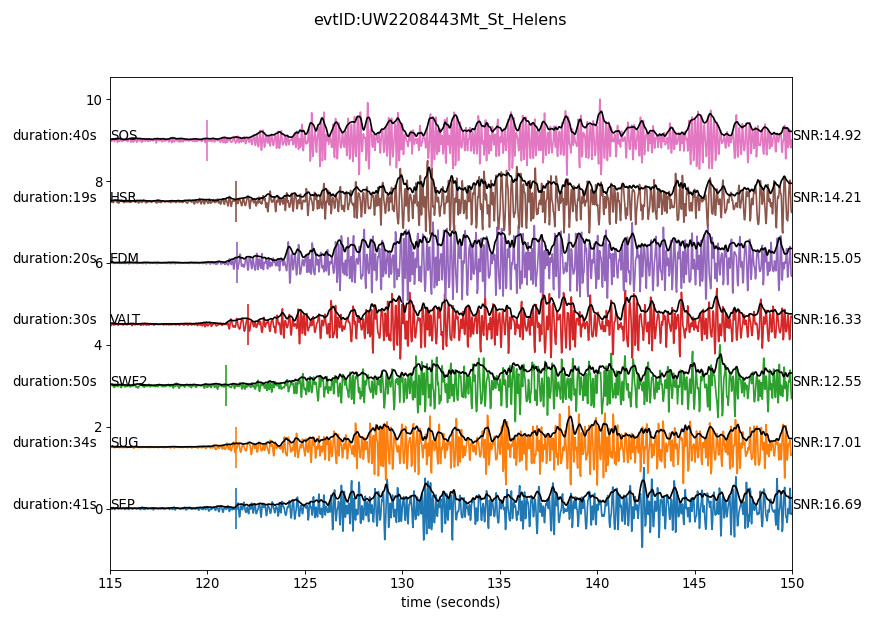 evtID:UW2208443Mt_St_Helens
10
duration:40s SOS SNR:14.92
8
duration:19s HSR SNR:14.21
duration:20s EDM SNR:15.05
6
duration:30s VALT SNR:16.33
4
duration:50s SWF2 SNR:12.55
2
duration:34s SUG SNR:17.01
duration:41s SEP SNR:16.69
0
115 120 125 130 135 140 145 150
time (seconds)